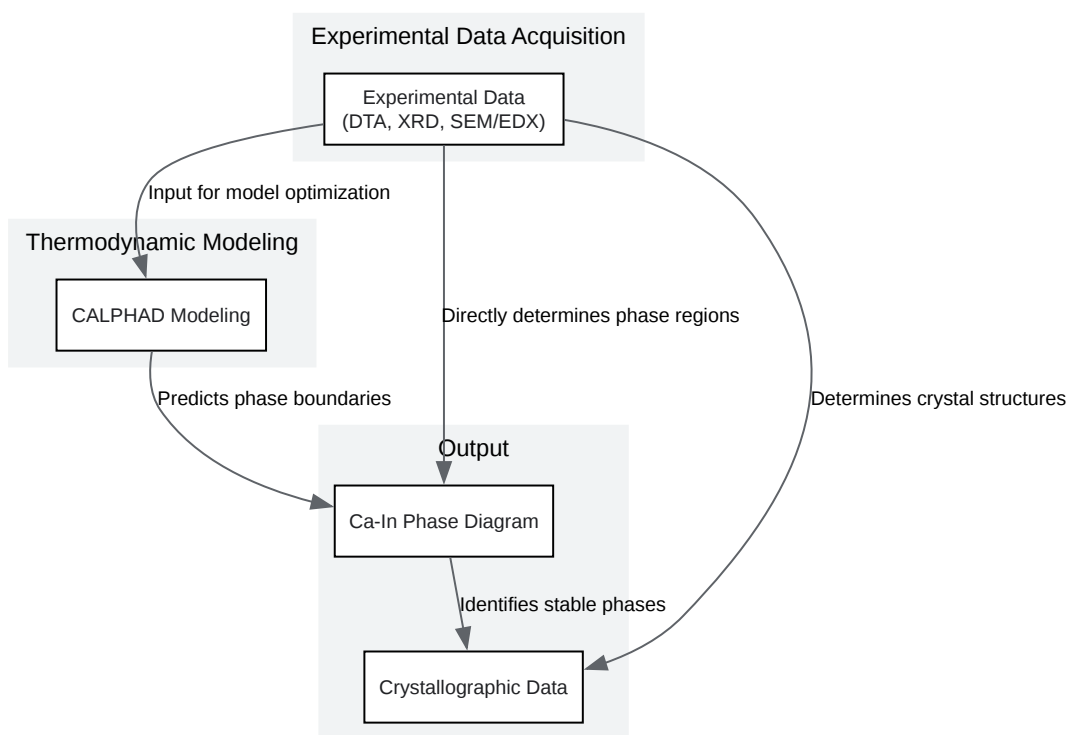 Experimental Data Acquisition
Experimental Data
(DTA, XRD, SEM/EDX)
Input for model optimization
Thermodynamic Modeling
CALPHAD Modeling
Directly determines phase regions
Predicts phase boundaries
Determines crystal structures
Output
Ca-In Phase Diagram
Identifies stable phases
Crystallographic Data